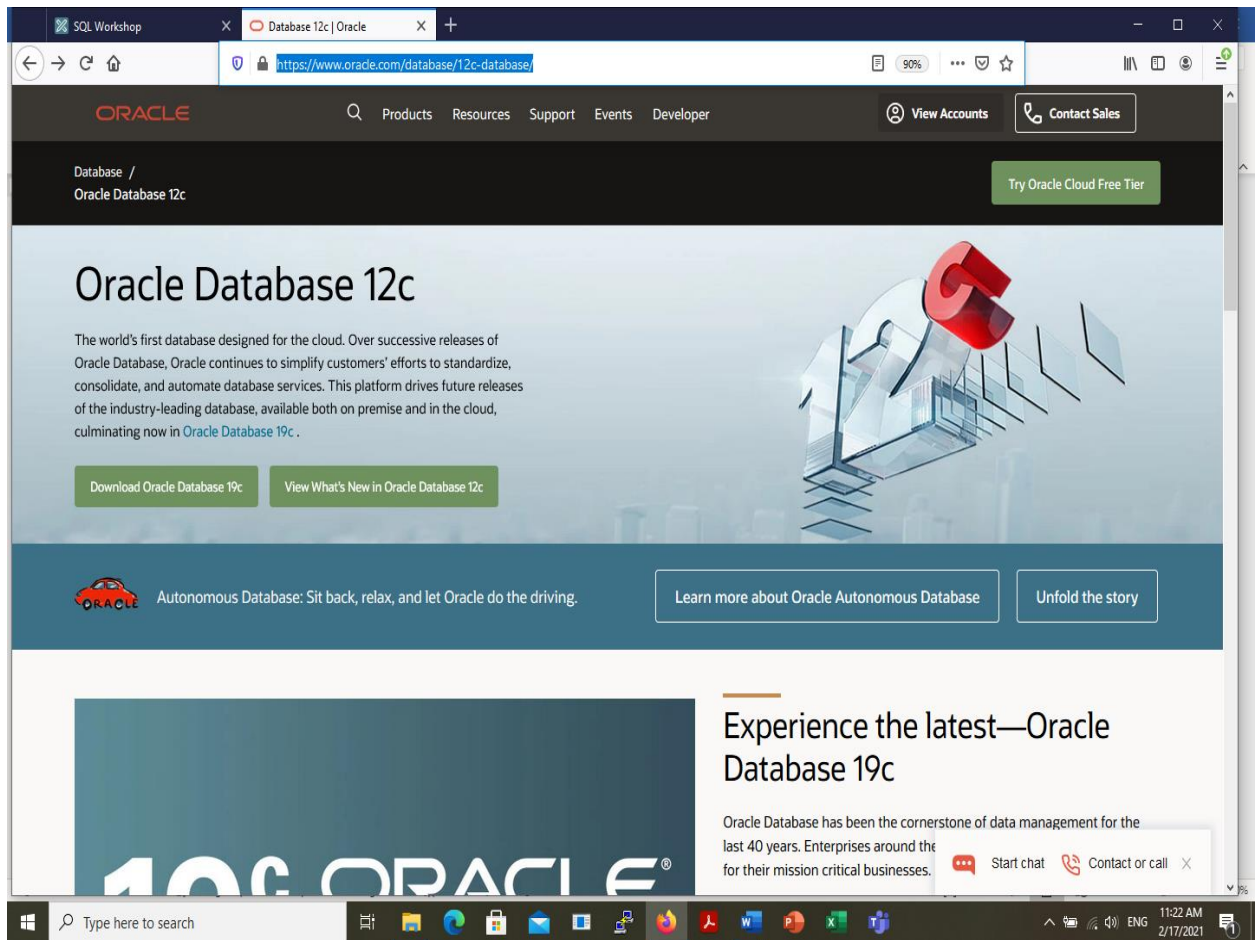 SQL Workshop
Database 12c | Oracle
https://www.oracle.com/database/12c-database/
90%
ORACLE
Products Resources Support Events Developer
View Accounts
Contact Sales
Database /
Oracle Database 12c
Try Oracle Cloud Free Tier
Oracle Database 12c
The world's first database designed for the cloud. Over successive releases of
Oracle Database, Oracle continues to simplify customers' efforts to standardize,
consolidate, and automate database services. This platform drives future releases
of the industry-leading database, available both on premise and in the cloud,
culminating now in Oracle Database 19c .
Download Oracle Database 19c
View What's New in Oracle Database 12c
12c
ORACLE
Autonomous Database: Sit back, relax, and let Oracle do the driving.
Learn more about Oracle Autonomous Database
Unfold the story
Experience the latest—Oracle
Database 19c
Oracle Database has been the cornerstone of data management for the
last 40 years. Enterprises around the
for their mission critical businesses.
ORACLE®
Start chat
Contact or call
Type here to search
ENG
11:22 AM
2/17/2021